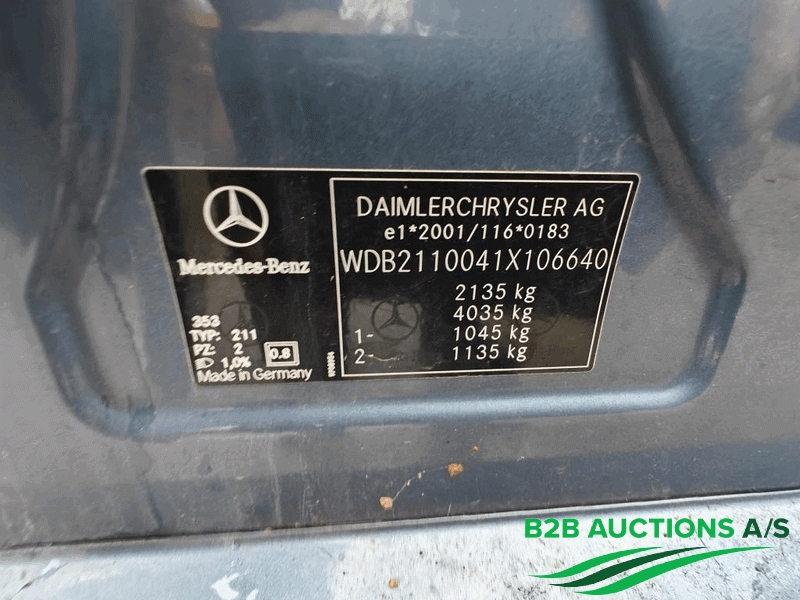 Mercedes-Benz
353
TYP: 211
PZ: 2
1,0%
0.8
Made in Germany
DAIMLERCHRYSLER AG
e1*2001/116*0183
WDB2110041X106640
2135 kg
4035 kg
1- 1045 kg
2- 1135 kg
B2B AUCTIONS A/S